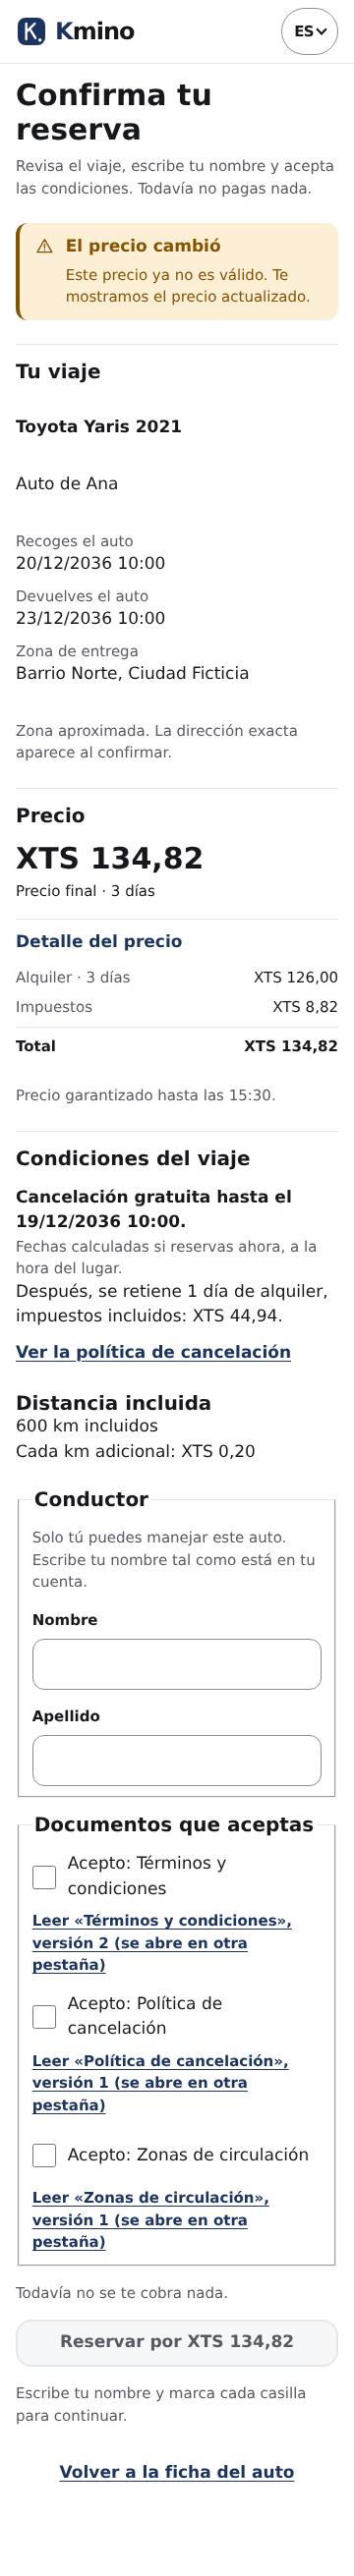 Kmino
ES
Confirma tu
reserva
Revisa el viaje, escribe tu nombre y acepta
las condiciones. Todavía no pagas nada.
El precio cambió
Este precio ya no es válido. Te
mostramos el precio actualizado.
Tu viaje
Toyota Yaris 2021
Auto de Ana
Recoges el auto
20/12/2036 10:00
Devuelves el auto
23/12/2036 10:00
Zona de entrega
Barrio Norte, Ciudad Ficticia
Zona aproximada. La dirección exacta
aparece al confirmar.
Precio
XTS 134,82
Precio final · 3 días
Detalle del precio
Alquiler · 3 días XTS 126,00
Impuestos XTS 8,82
Total XTS 134,82
Precio garantizado hasta las 15:30.
Condiciones del viaje
Cancelación gratuita hasta el
19/12/2036 10:00.
Fechas calculadas si reservas ahora, a la
hora del lugar.
Después, se retiene 1 día de alquiler,
impuestos incluidos: XTS 44,94.
Ver la política de cancelación
Distancia incluida
600 km incluidos
Cada km adicional: XTS 0,20
Conductor
Solo tú puedes manejar este auto.
Escribe tu nombre tal como está en tu
cuenta.
Nombre
Apellido
Documentos que aceptas
Acepto: Términos y
condiciones
Leer «Términos y condiciones»,
versión 2 (se abre en otra
pestaña)
Acepto: Política de
cancelación
Leer «Política de cancelación»,
versión 1 (se abre en otra
pestaña)
Acepto: Zonas de circulación
Leer «Zonas de circulación»,
versión 1 (se abre en otra
pestaña)
Todavía no se te cobra nada.
Reservar por XTS 134,82
Escribe tu nombre y marca cada casilla
para continuar.
Volver a la ficha del auto